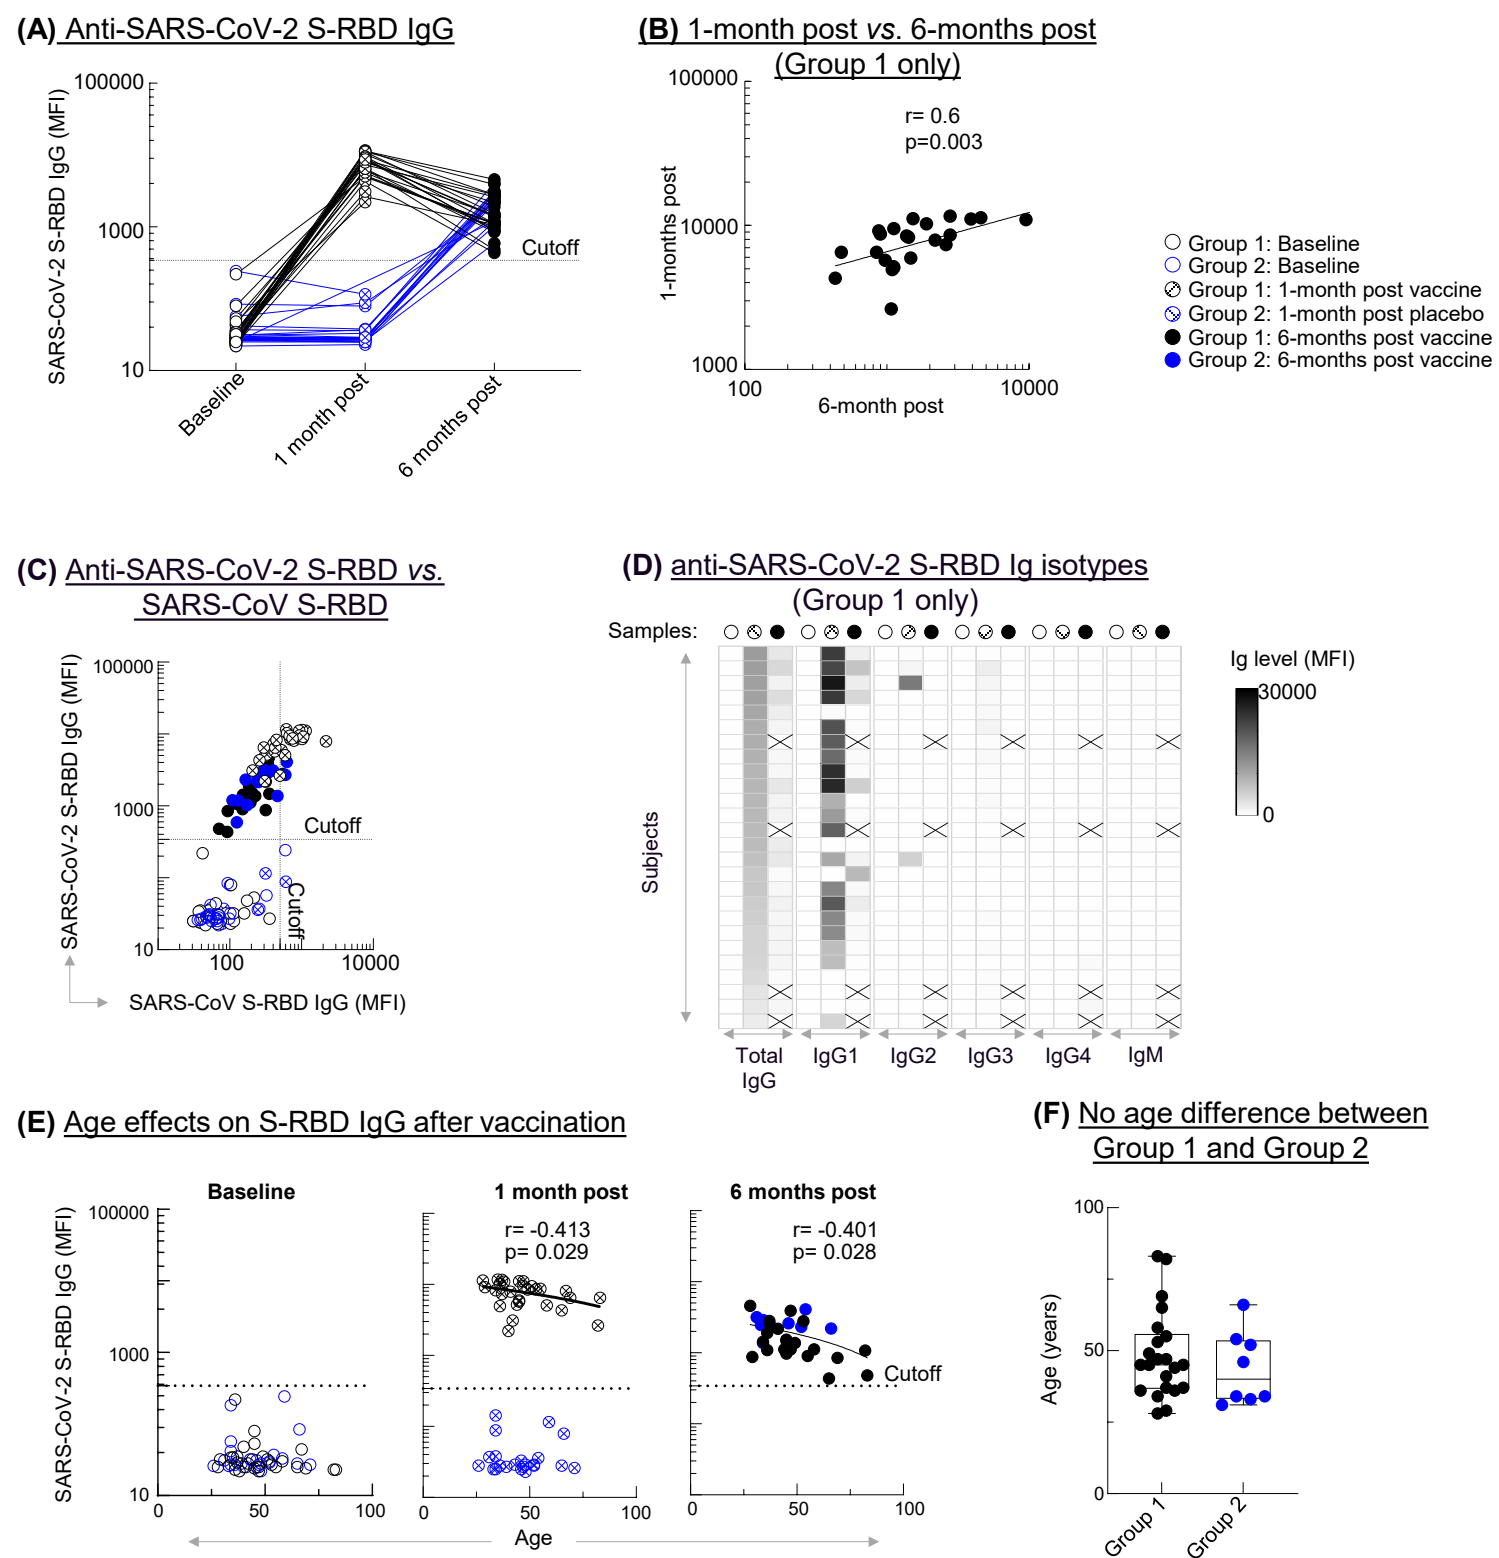 (A) Anti-SARS-CoV-2 S-RBD IgG
SARS-CoV-2 S-RBD IgG (MFI)
100000
1000
10
Cutoff
Baseline
1 month post
6 months post
(B) 1-month post vs. 6-months post
(Group 1 only)
1-months post
100000
10000
1000
r= 0.6
p=0.003
100
10000
6-month post
Group 1: Baseline
Group 2: Baseline
Group 1: 1-month post vaccine
Group 2: 1-month post placebo
Group 1: 6-months post vaccine
Group 2: 6-months post vaccine
(C) Anti-SARS-CoV-2 S-RBD vs.
SARS-CoV S-RBD
SARS-CoV-2 S-RBD IgG (MFI)
100000
1000
10
Cutoff
Cutoff
100
10000
SARS-CoV S-RBD IgG (MFI)
(D) anti-SARS-CoV-2 S-RBD Ig isotypes
(Group 1 only)
Samples:
Subjects
Total
IgG
IgG1
IgG2
IgG3
IgG4
IgM
Ig level (MFI)
30000
0
(E) Age effects on S-RBD IgG after vaccination
SARS-CoV-2 S-RBD IgG (MFI)
Baseline
100000
1000
10
0
50
100
1 month post
r= -0.413
p= 0.029
0
50
100
6 months post
r= -0.401
p= 0.028
Cutoff
0
50
100
Age
(F) No age difference between
Group 1 and Group 2
Age (years)
100
50
0
Group 1
Group 2